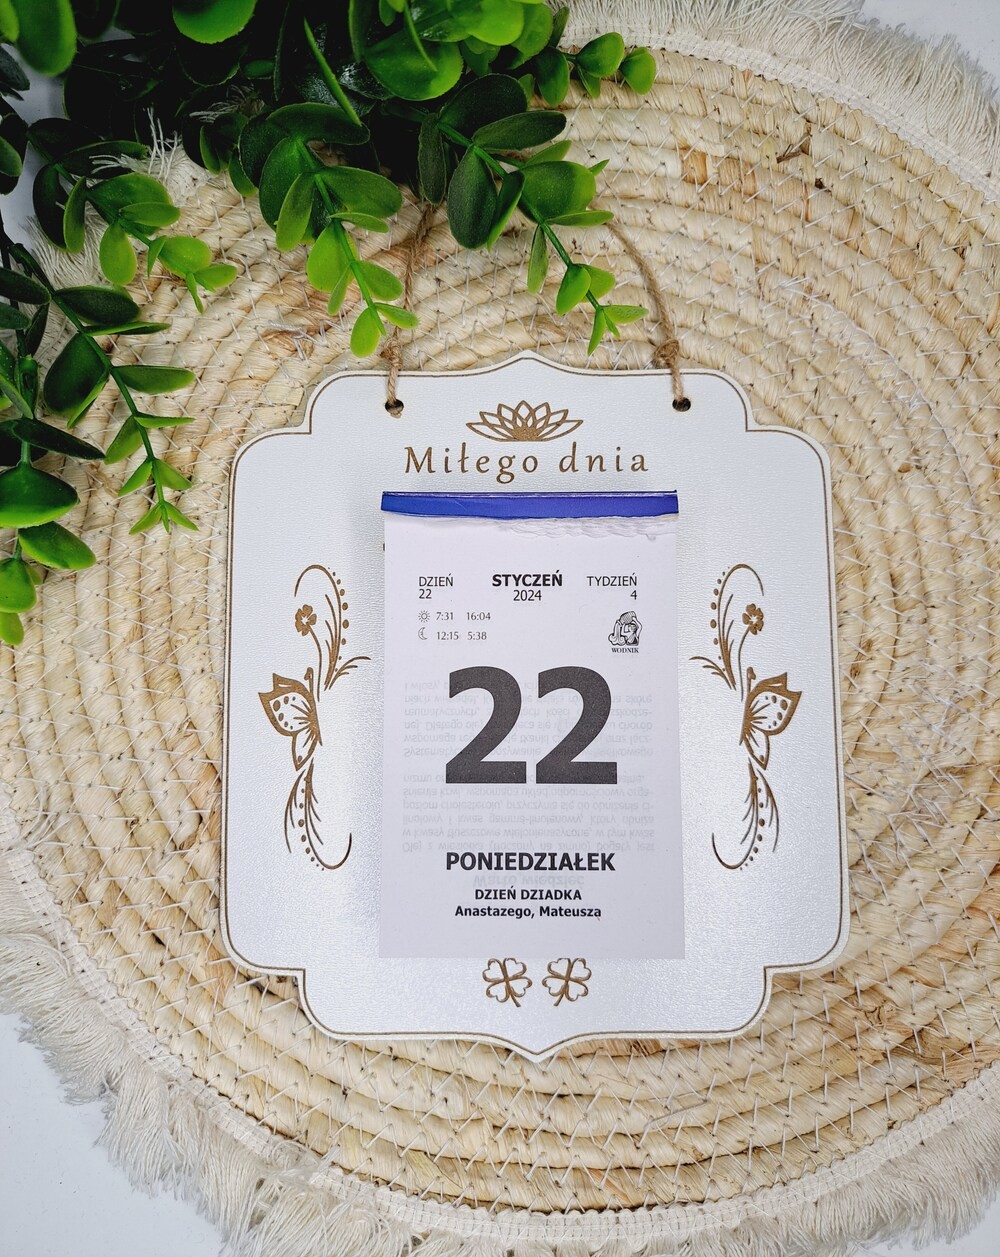 Miłego dnia
DZIEŃ STYCZEŃ TYDZIEŃ
22 2024 4
7:31 16:04
12:15 5:38
WODNIK
22
PONIEDZIAŁEK
DZIEŃ DZIADKA
Anastazego, Mateusza